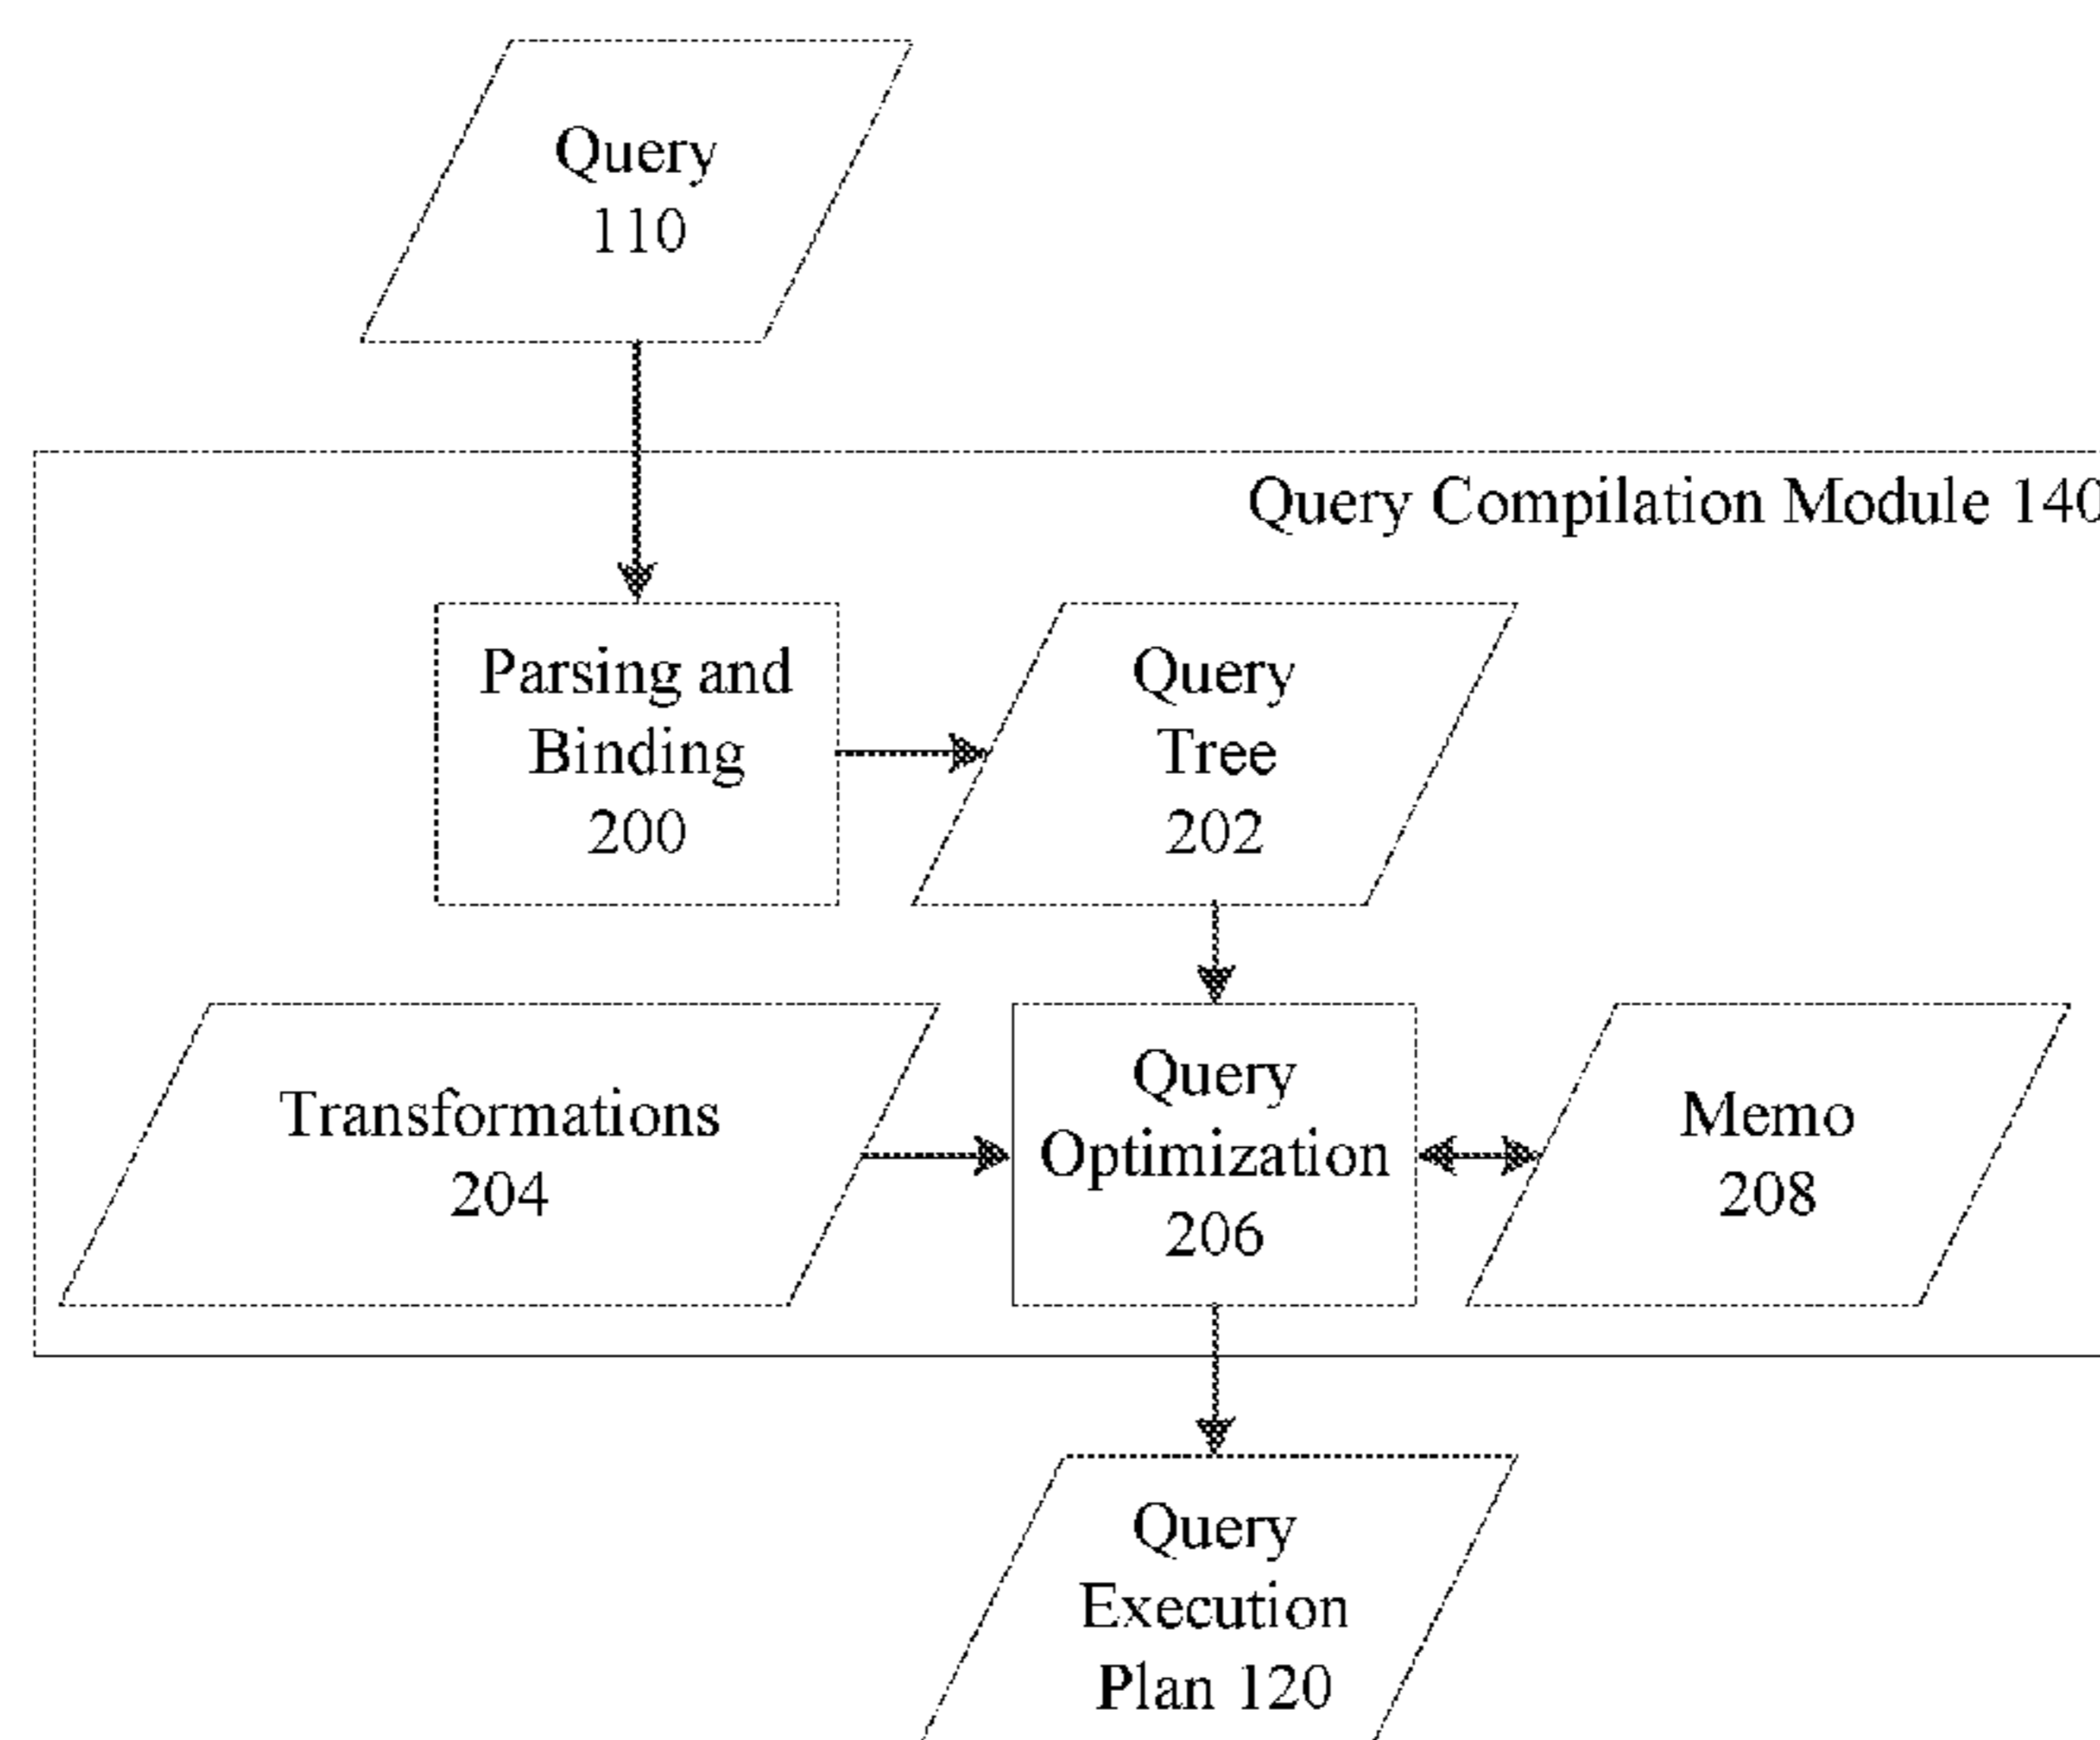 Query
110
Query Compilation Module 140
Parsing and
Binding
200
Query
Tree
202
Transformations
204
Query
Optimization
206
Memo
208
Query
Execution
Plan 120